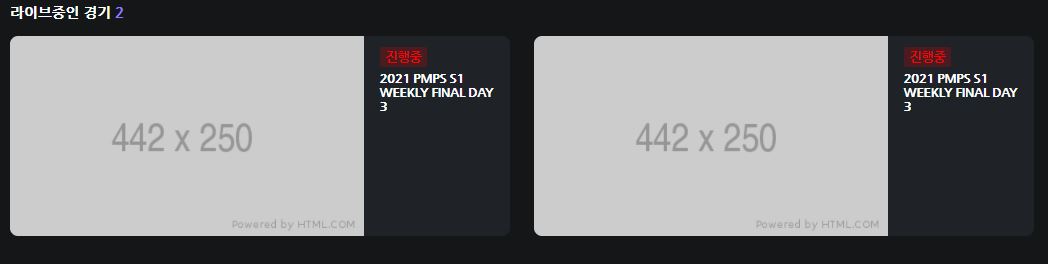 라이브중인 경기 2
442 x 250
Powered by HTML.COM
진행중
2021 PMPS S1
WEEKLY FINAL DAY
3
442 x 250
Powered by HTML.COM
진행중
2021 PMPS S1
WEEKLY FINAL DAY
3